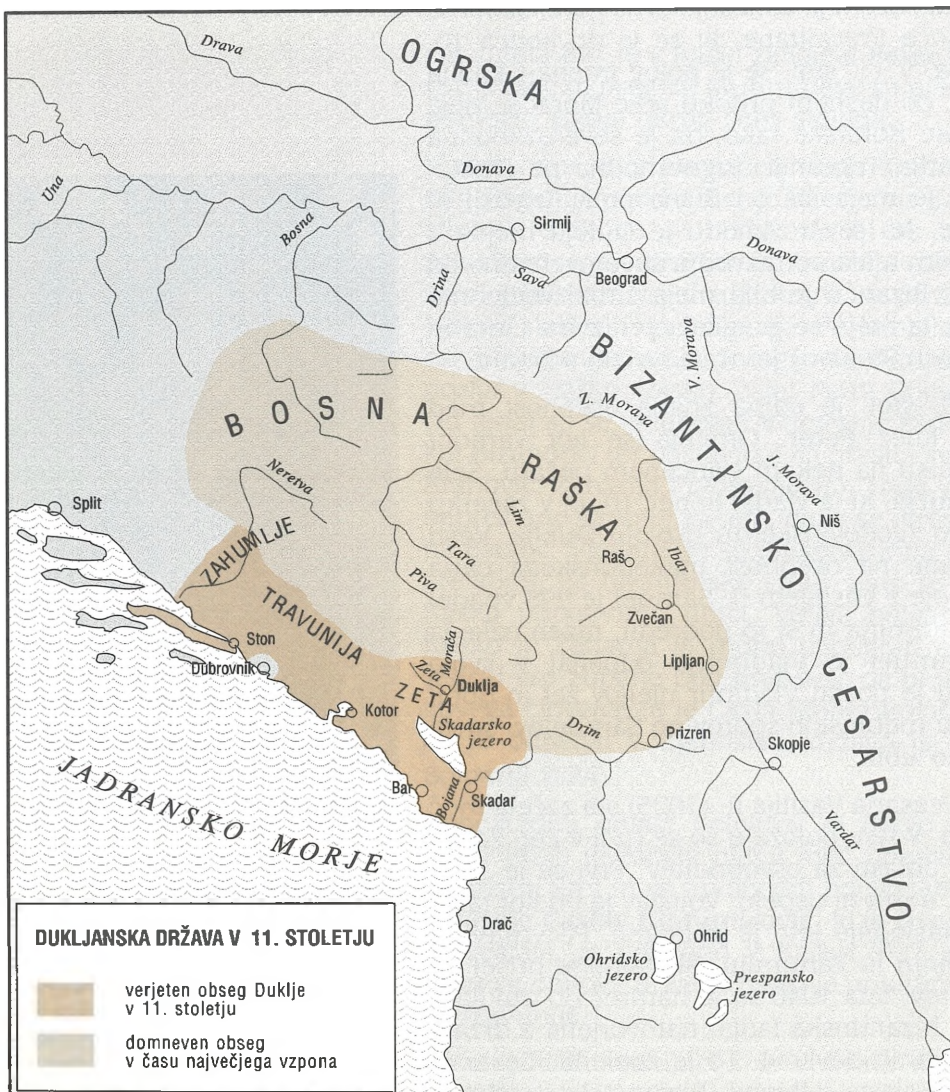 Drava
OGRSKA
Donava
Una
Bosna
Sirmij
Donava
Drina
Sava
Beograd
BIZANTINSKO
V. Morava
BOSNA
Z. Morava
RAŠKA
J. Morava
Neretva
Split
Lim
Niš
ZAHUMLJE
Raš
Ibar
Tara
Piva
TRAVUNIJA
Zvečan
Ston
Morača
Lipljan
Dubrovnik
Zeta
Duklja
CESARSTVO
ZETA
Kotor
Skadarsko
jezero
Drim
Prizren
Skopje
JADRANSKO MORJE
Bar
Bojana
Skadar
Vardar
Drač
Ohrid
Ohridsko
jezero
Prespansko
jezero
DUKLJANSKA DRŽAVA V 11. STOLETJU
verjeten obseg Duklje
v 11. stoletju
domneven obseg
v času največjega vzpona